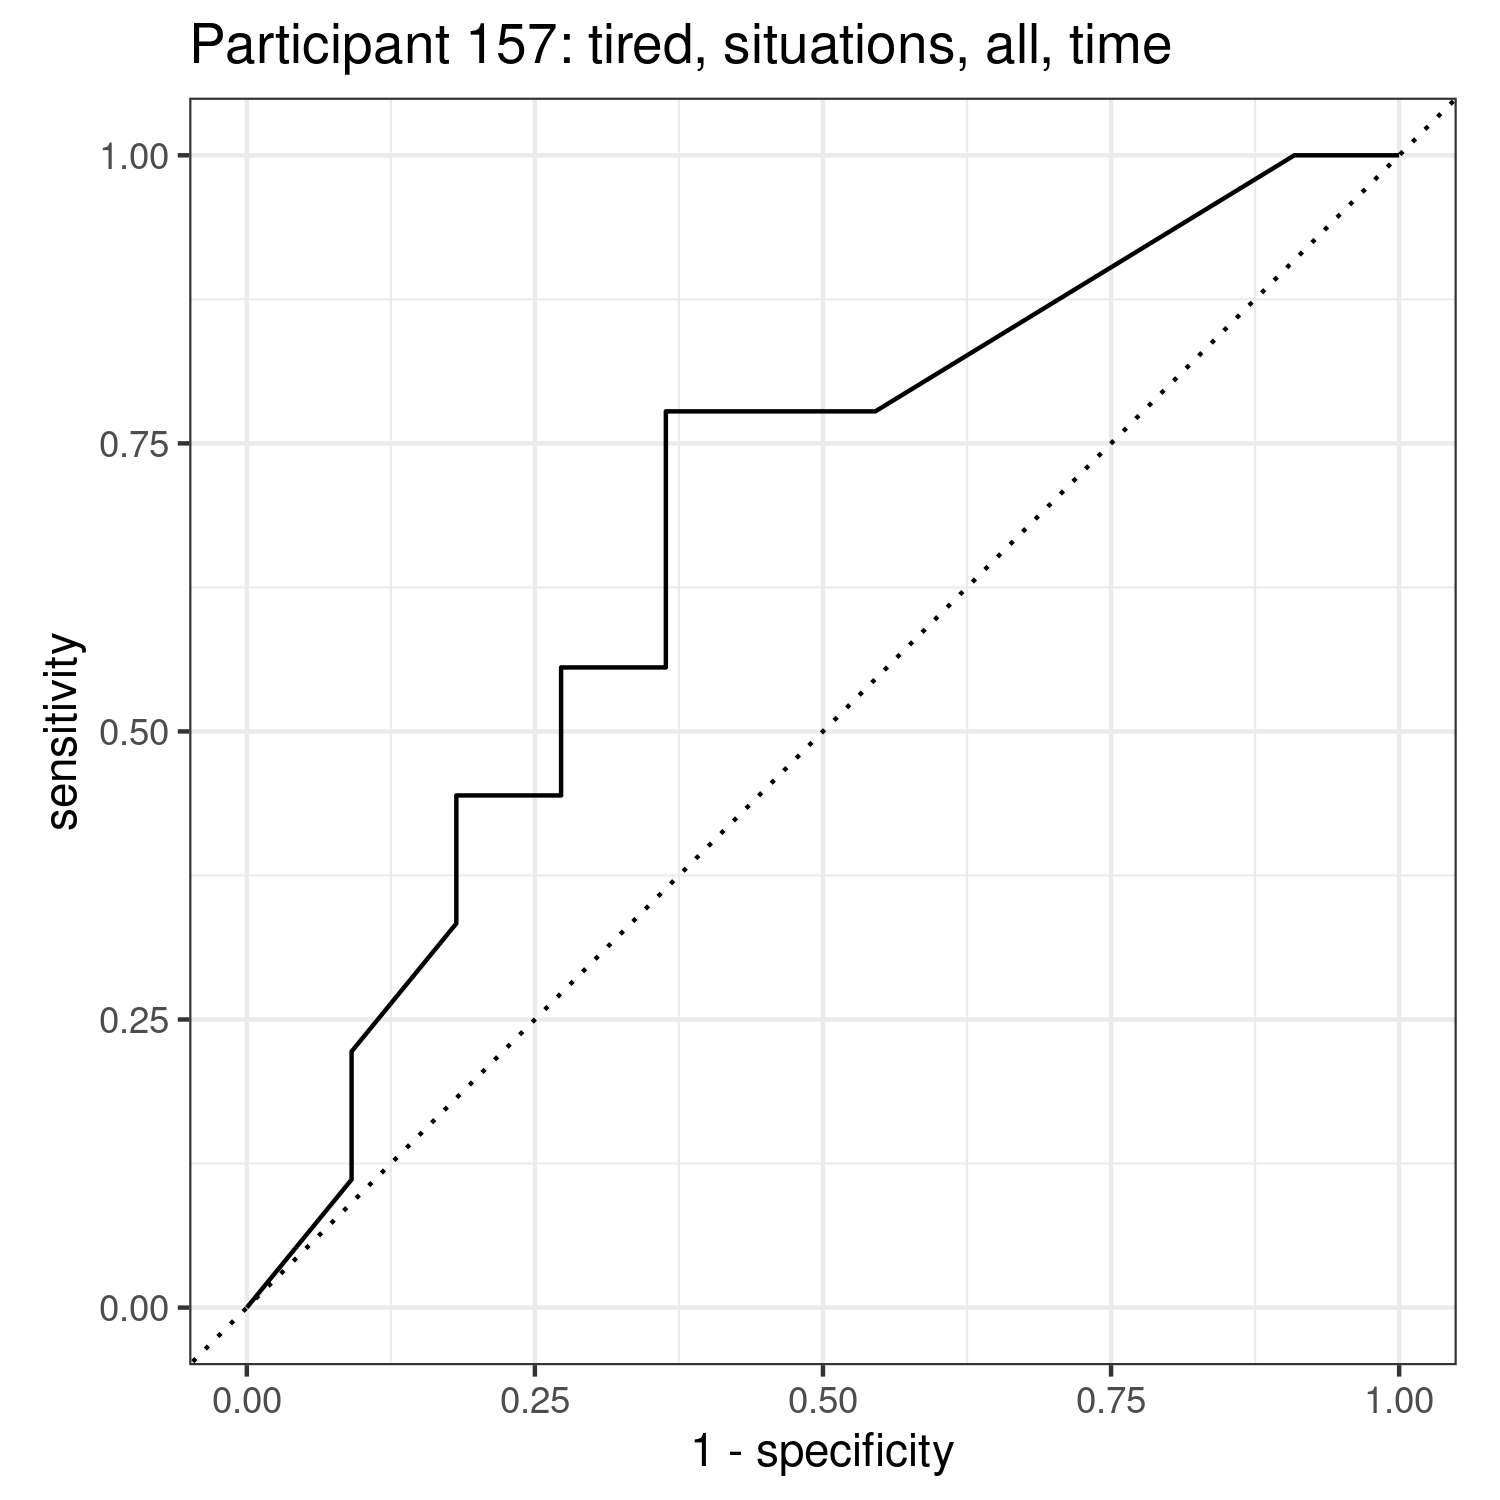 Participant 157: tired, situations, all, time
1.00
0.75
0.50
0.25
0.00
sensitivity
0.00 0.25 0.50 0.75 1.00
1 - specificity